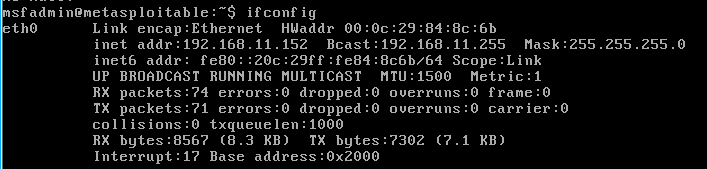 msfadmin@metasploitable:~$ ifconfig
eth0      Link encap:Ethernet  HWaddr 00:0c:29:84:8c:6b
          inet addr:192.168.11.152  Bcast:192.168.11.255  Mask:255.255.255.0
          inet6 addr: fe80::20c:29ff:fe84:8c6b/64 Scope:Link
          UP BROADCAST RUNNING MULTICAST  MTU:1500  Metric:1
          RX packets:74 errors:0 dropped:0 overruns:0 frame:0
          TX packets:71 errors:0 dropped:0 overruns:0 carrier:0
          collisions:0 txqueuelen:1000
          RX bytes:8567 (8.3 KB)  TX bytes:7302 (7.1 KB)
          Interrupt:17 Base address:0x2000